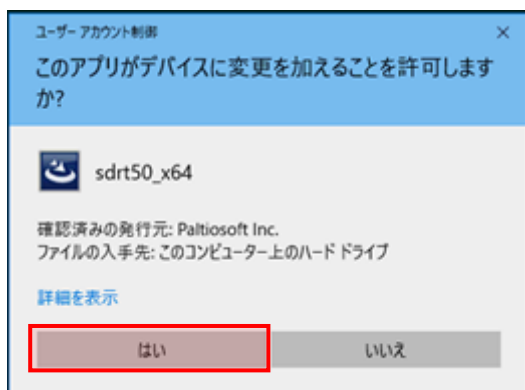 ユーザー アカウント制御
このアプリがデバイスに変更を加えることを許可します
か?
sdrt50_x64
確認済みの発行元: Paltiosoft Inc.
ファイルの入手先: このコンピューター上のハード ドライブ
詳細を表示
はい
いいえ